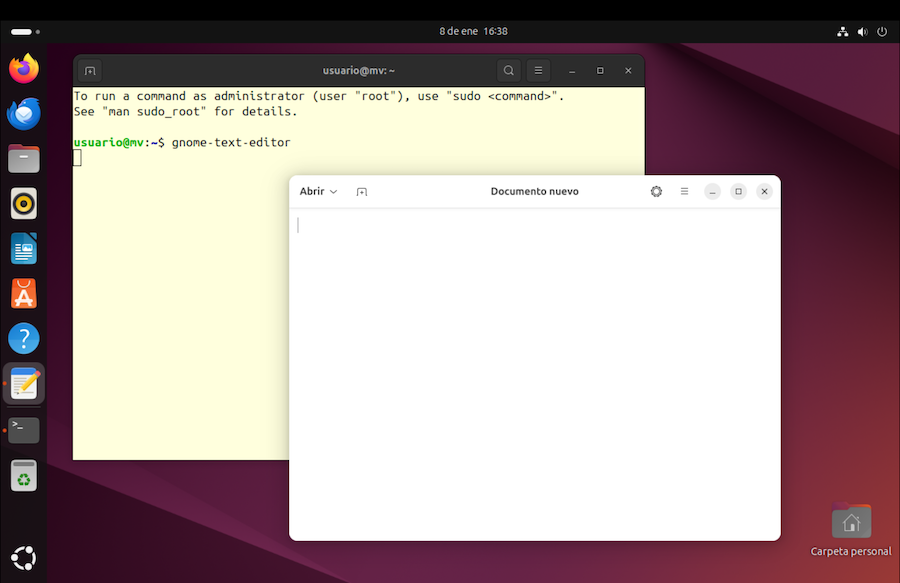 8 de ene 16:38
usuario@mv: ~
To run a command as administrator (user "root"), use "sudo <command>".
See "man sudo_root" for details.
usuario@mv:~$ gnome-text-editor
Abrir
Documento nuevo
Carpeta personal